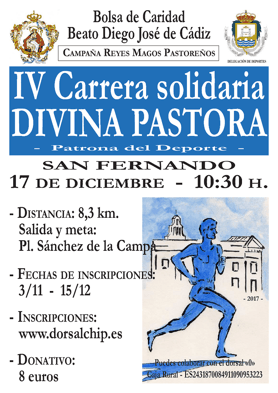 Bolsa de Caridad
Beato Diego José de Cádiz
CAMPAÑA REYES MAGOS PASTOREÑOS
DELEGACIÓN DE DEPORTES
IV Carrera solidaria
DIVINA PASTORA
- Patrona del Deporte -
SAN FERNANDO
17 DE DICIEMBRE - 10:30 H.
- DISTANCIA: 8,3 km.
Salida y meta:
Pl. Sánchez de la Campa
- FECHAS DE INSCRIPCIONES:
3/11 - 15/12
- INSCRIPCIONES:
www.dorsalchip.es
- DONATIVO:
8 euros
- 2017 -
Puedes colaborar con el dorsal «0»
Caja Rural - ES2431870084911090953223